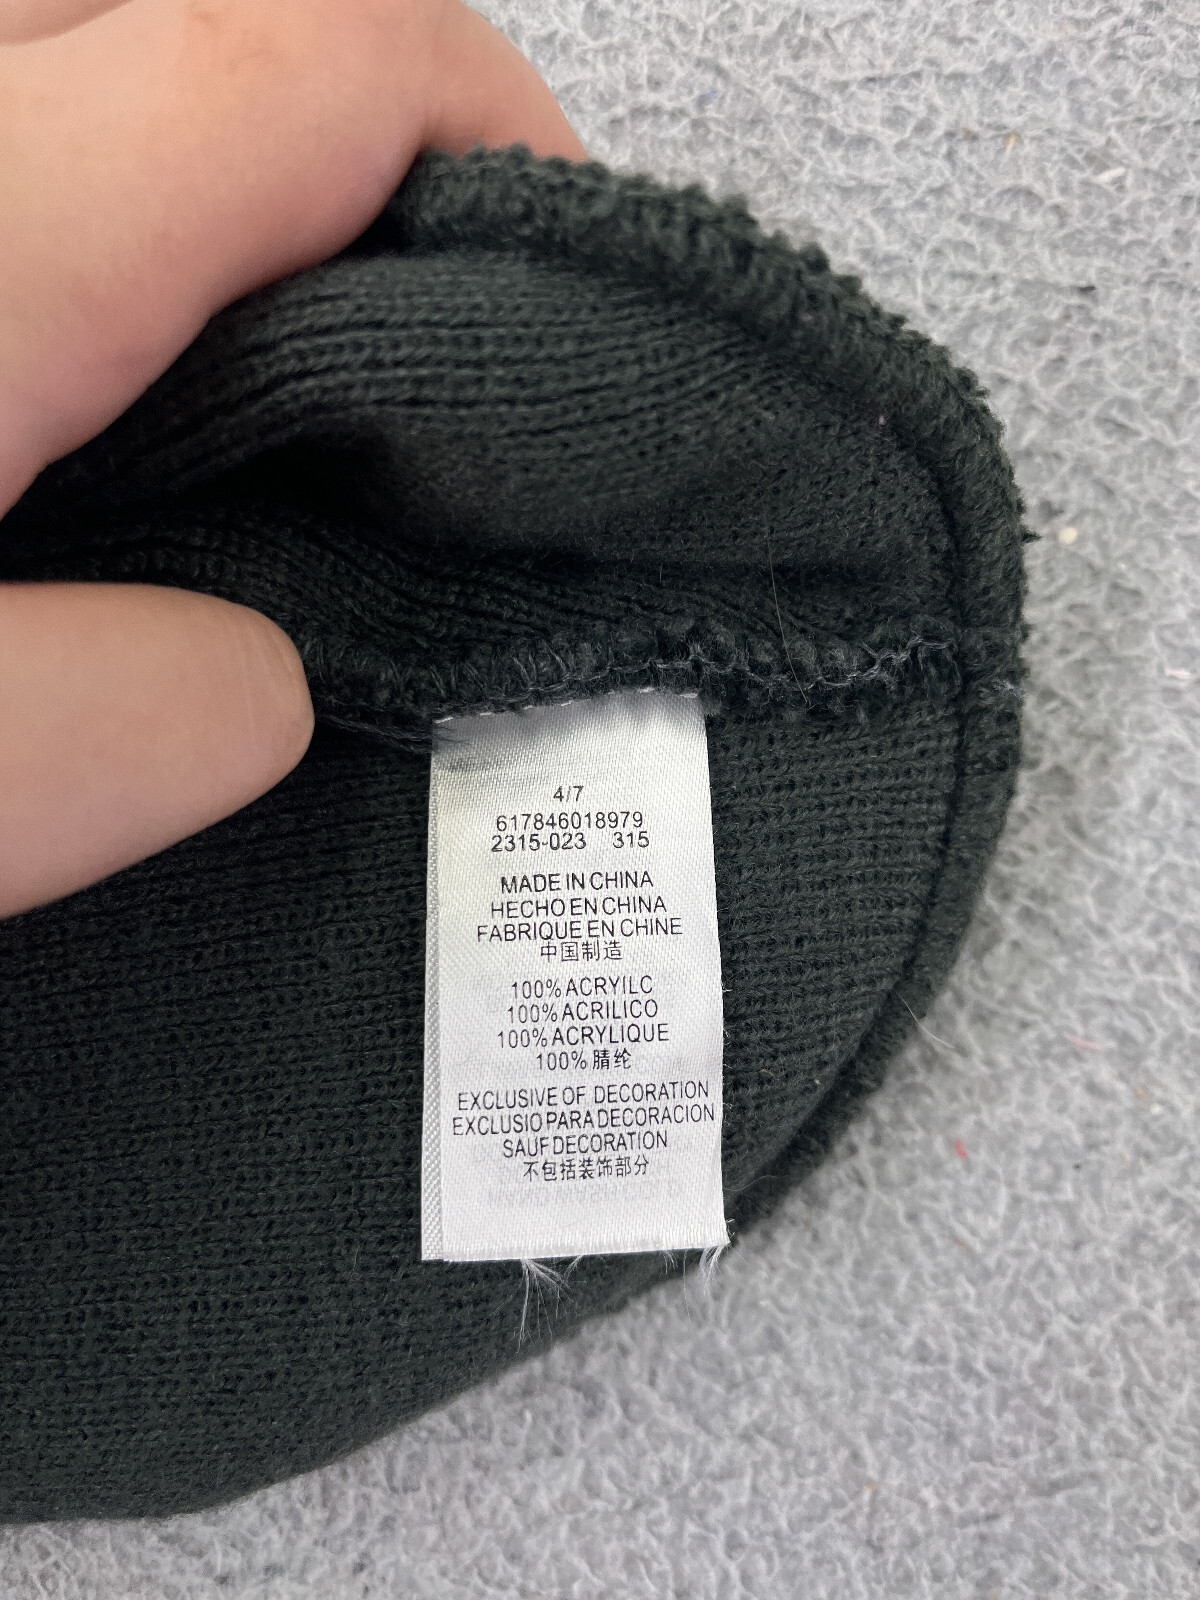 4/7
617846018979
2315-023 315
MADE IN CHINA
HECHO EN CHINA
FABRIQUE EN CHINE
中国制造
100% ACRYILC
100% ACRILICO
100% ACRYLIQUE
100% 腈纶
EXCLUSIVE OF DECORATION
EXCLUSIO PARA DECORACION
SAUF DECORATION
不包括装饰部分